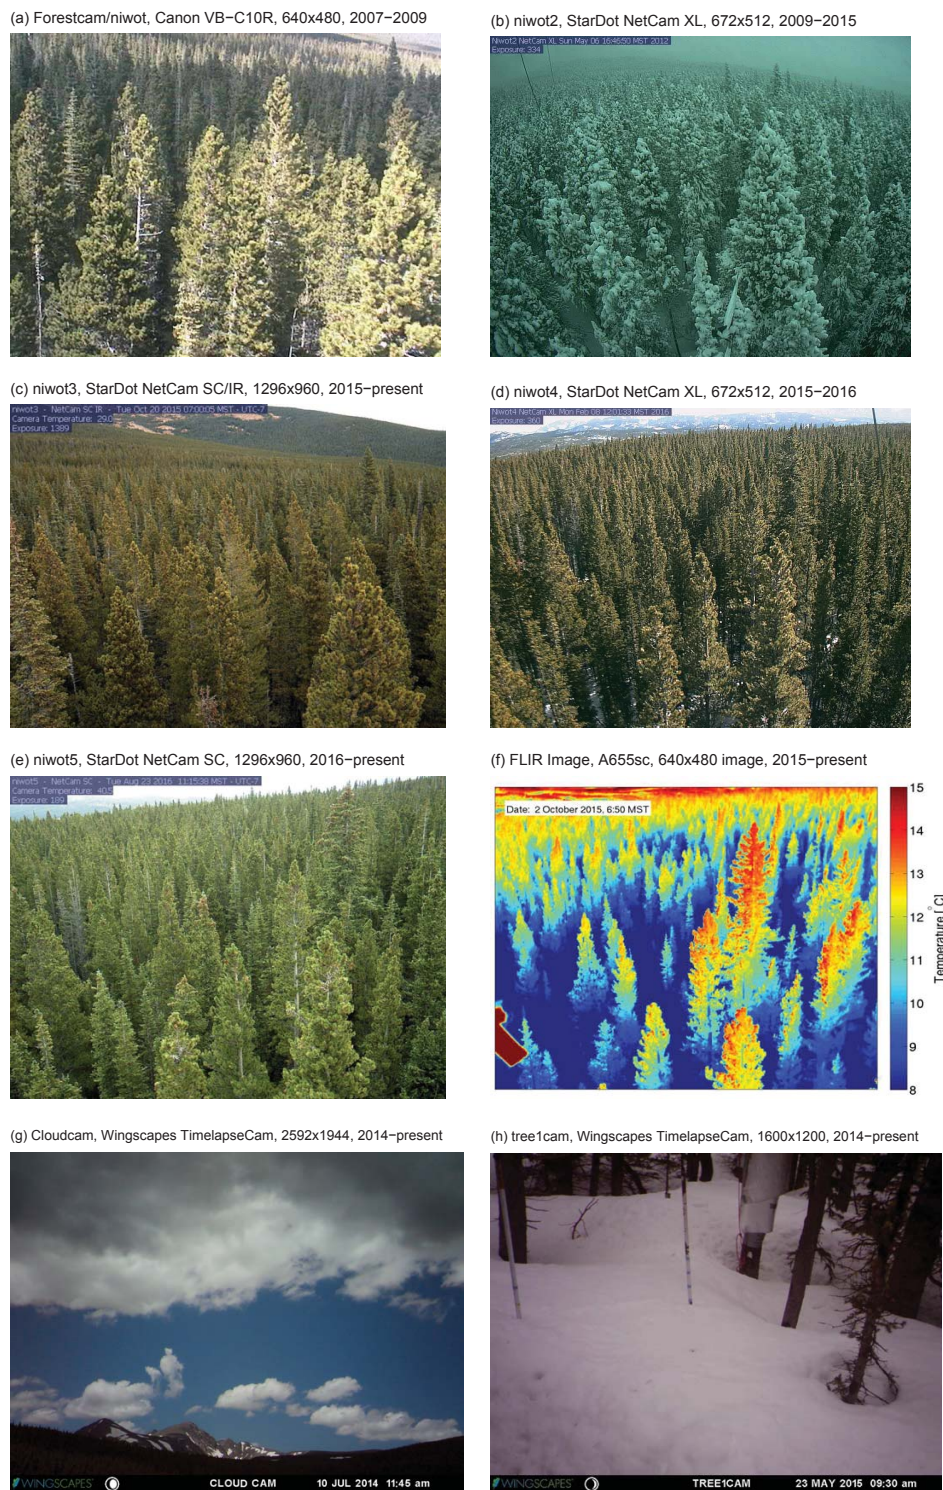 (a) Forestcam/niwot, Canon VB−C10R, 640x480, 2007−2009
(b) niwot2, StarDot NetCam XL, 672x512, 2009−2015
Niwot2 NetCam XL Sun May 06 16:46:50 MST 2012
Exposure: 334
(c) niwot3, StarDot NetCam SC/IR, 1296x960, 2015−present
niwot3 - NetCam SC IR - Tue Oct 20 2015 07:00:05 MST - UTC-7
Camera Temperature: 29.0
Exposure: 1389
(d) niwot4, StarDot NetCam XL, 672x512, 2015−2016
Niwot4 NetCam XL Mon Feb 08 12:01:33 MST 2016
Exposure: 360
(e) niwot5, StarDot NetCam SC, 1296x960, 2016−present
niwot5 - NetCam SC - Tue Aug 23 2016 11:15:38 MST - UTC-7
Camera Temperature: 40.5
Exposure: 189
(f) FLIR Image, A655sc, 640x480 image, 2015−present
Date: 2 October 2015, 6:50 MST
15
14
13
12
11
10
9
8
Temperature [°C]
(g) Cloudcam, Wingscapes TimelapseCam, 2592x1944, 2014−present
WINGSCAPES CLOUD CAM 10 JUL 2014 11:45 am
(h) tree1cam, Wingscapes TimelapseCam, 1600x1200, 2014−present
WINGSCAPES TREE1CAM 23 MAY 2015 09:30 am